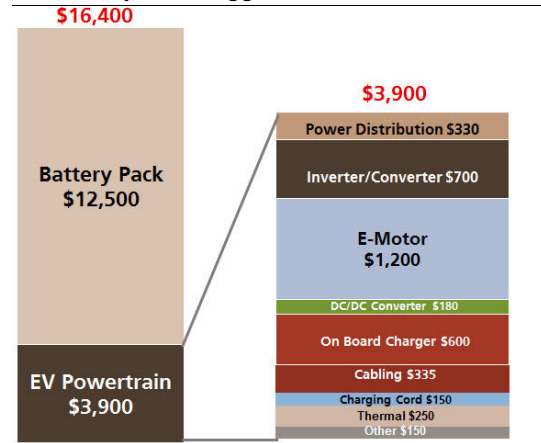 $16,400
Battery Pack
$12,500
EV Powertrain
$3,900
$3,900
Power Distribution $330
Inverter/Converter $700
E-Motor
$1,200
DC/DC Converter $180
On Board Charger $600
Cabling $335
Charging Cord $150
Thermal $250
Other $150